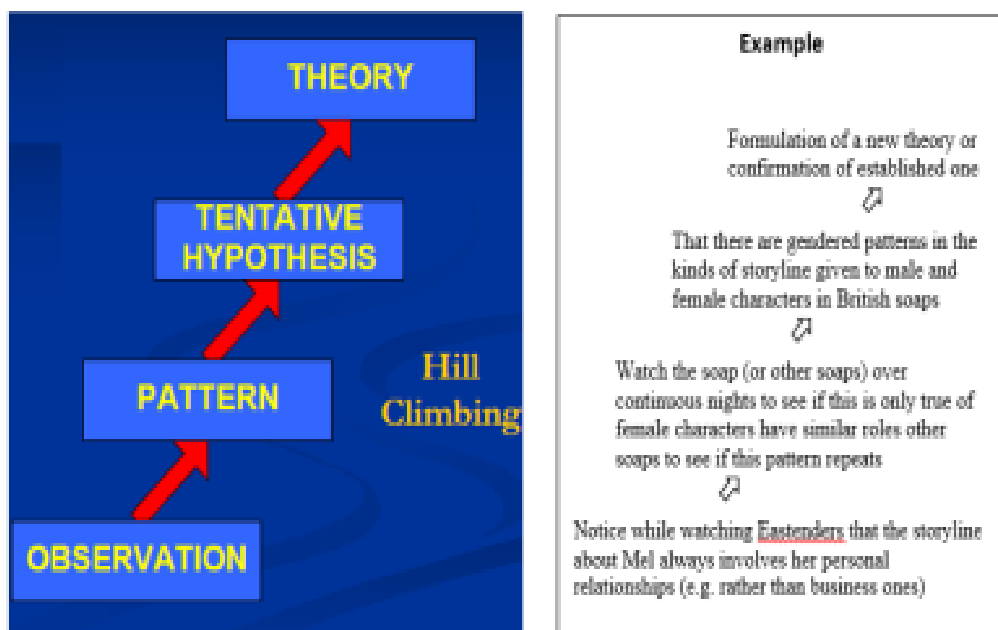 THEORY
TENTATIVE
HYPOTHESIS
PATTERN
Hill
Climbing
OBSERVATION
Example
Formulation of a new theory or
confirmation of established one
That there are gendered patterns in the
kinds of storyline given to male and
female characters in British soaps
Watch the soap (or other soaps) over
continuous nights to see if this is only true of
female characters have similar roles other
soaps to see if this pattern repeats
Notice while watching Eastenders that the storyline
about Mel always involves her personal
relationships (e.g. rather than business ones)